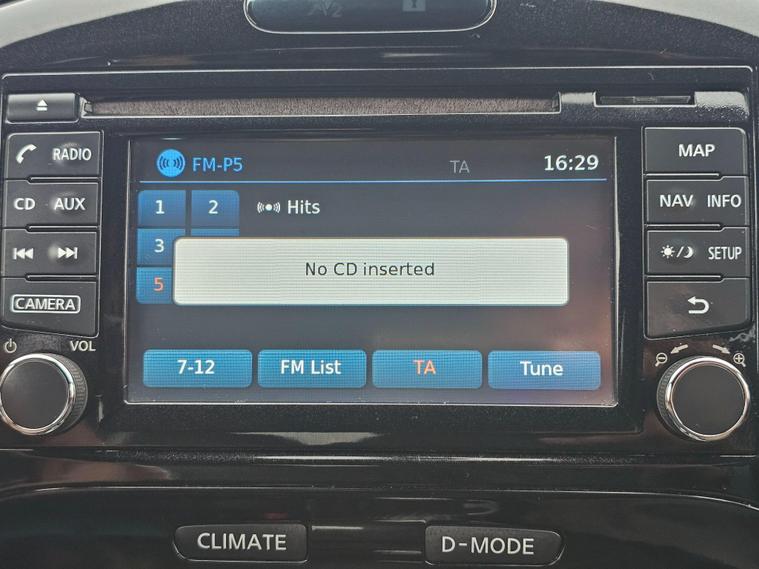 RADIO
CD AUX
CAMERA
VOL
FM-P5 TA 16:29
1 2 Hits
3
No CD inserted
5
7-12 FM List TA Tune
MAP
NAV INFO
SETUP
CLIMATE D-MODE